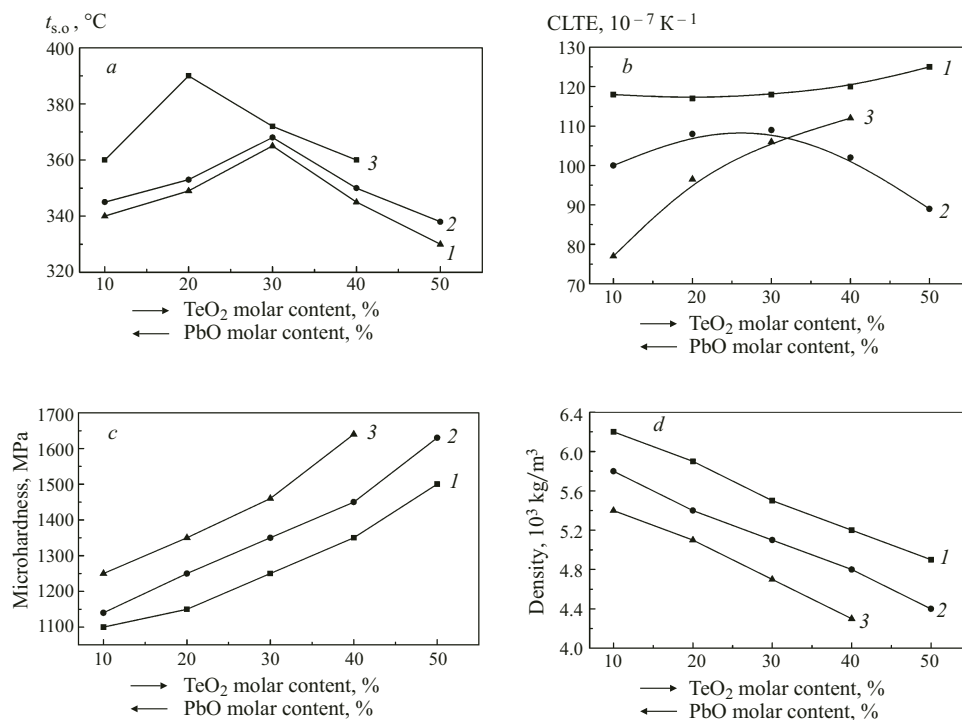 t_s.o , °C
a
400
380
360
340
320
3
2
1
10 20 30 40 50
TeO₂ molar content, %
PbO molar content, %
CLTE, 10⁻⁷ K⁻¹
b
130
120
110
100
90
80
70
1
3
2
10 20 30 40 50
TeO₂ molar content, %
PbO molar content, %
Microhardness, MPa
c
1700
1600
1500
1400
1300
1200
1100
3
2
1
10 20 30 40 50
TeO₂ molar content, %
PbO molar content, %
Density, 10³ kg/m³
d
6.4
6.0
5.6
5.2
4.8
4.4
4.0
1
2
3
10 20 30 40 50
TeO₂ molar content, %
PbO molar content, %